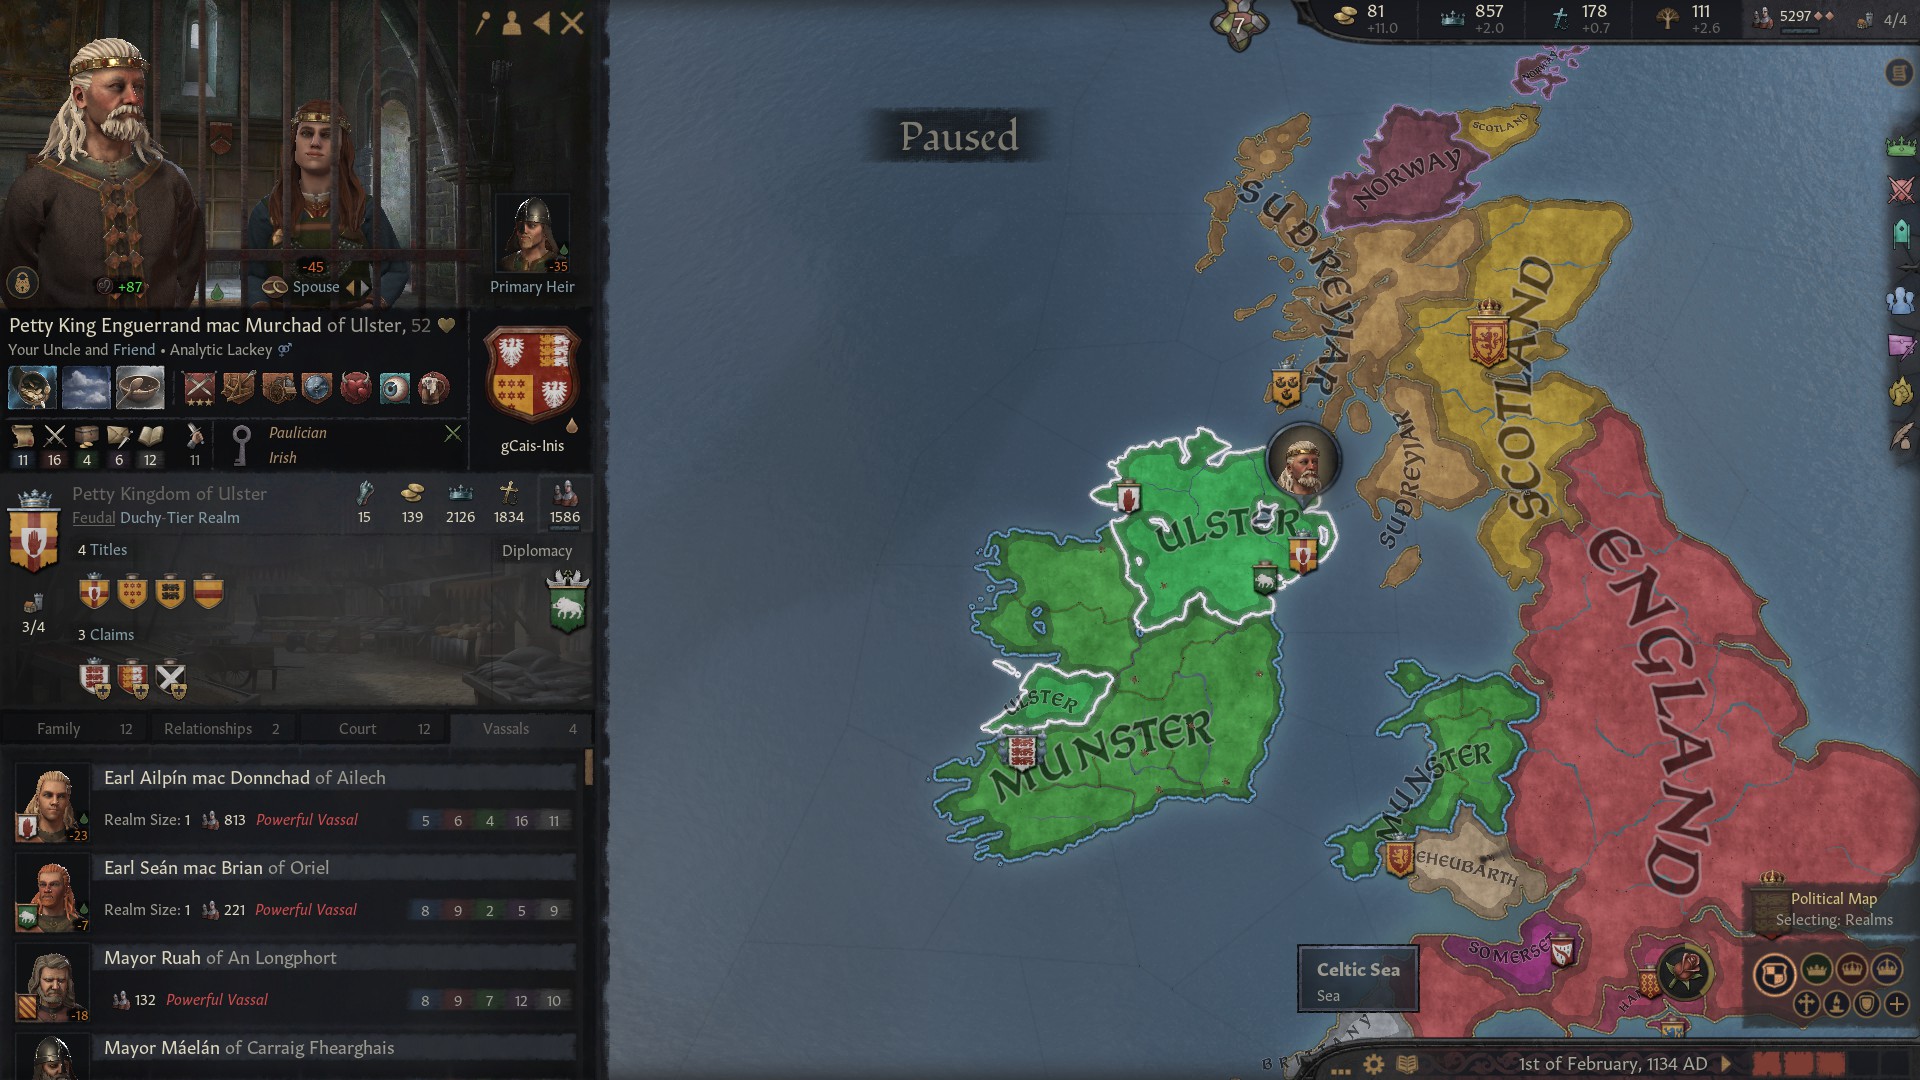 7
81
+11.0
857
+2.0
178
+0.7
111
+2.6
5297
4/4
Paused
+87
-45
Spouse
-35
Primary Heir
Petty King Enguerrand mac Murchad of Ulster, 52
Your Uncle and Friend • Analytic Lackey
11 16 4 6 12 11
Paulician
Irish
gCais-Inis
Petty Kingdom of Ulster
Feudal Duchy-Tier Realm
15 139 2126 1834 1586
4 Titles
Diplomacy
3/4
3 Claims
Family 12
Relationships 2
Court 12
Vassals 4
Earl Ailpín mac Donnchad of Ailech
Realm Size: 1 813 Powerful Vassal 5 6 4 16 11
-23
Earl Seán mac Brian of Oriel
Realm Size: 1 221 Powerful Vassal 8 9 2 5 9
-7
Mayor Ruah of An Longphort
132 Powerful Vassal 8 9 7 12 10
-18
Mayor Máelán of Carraig Fhearghais
NORWAY
SCOTLAND
NORWAY
SUÐREYJAR
SCOTLAND
SUÐREYJAR
ULSTER
ENGLAND
ULSTER
MUNSTER
MUNSTER
EHEUBARTH
SOMERSET
HA
BRITTANY
Celtic Sea
Sea
Political Map
Selecting: Realms
1st of February, 1134 AD